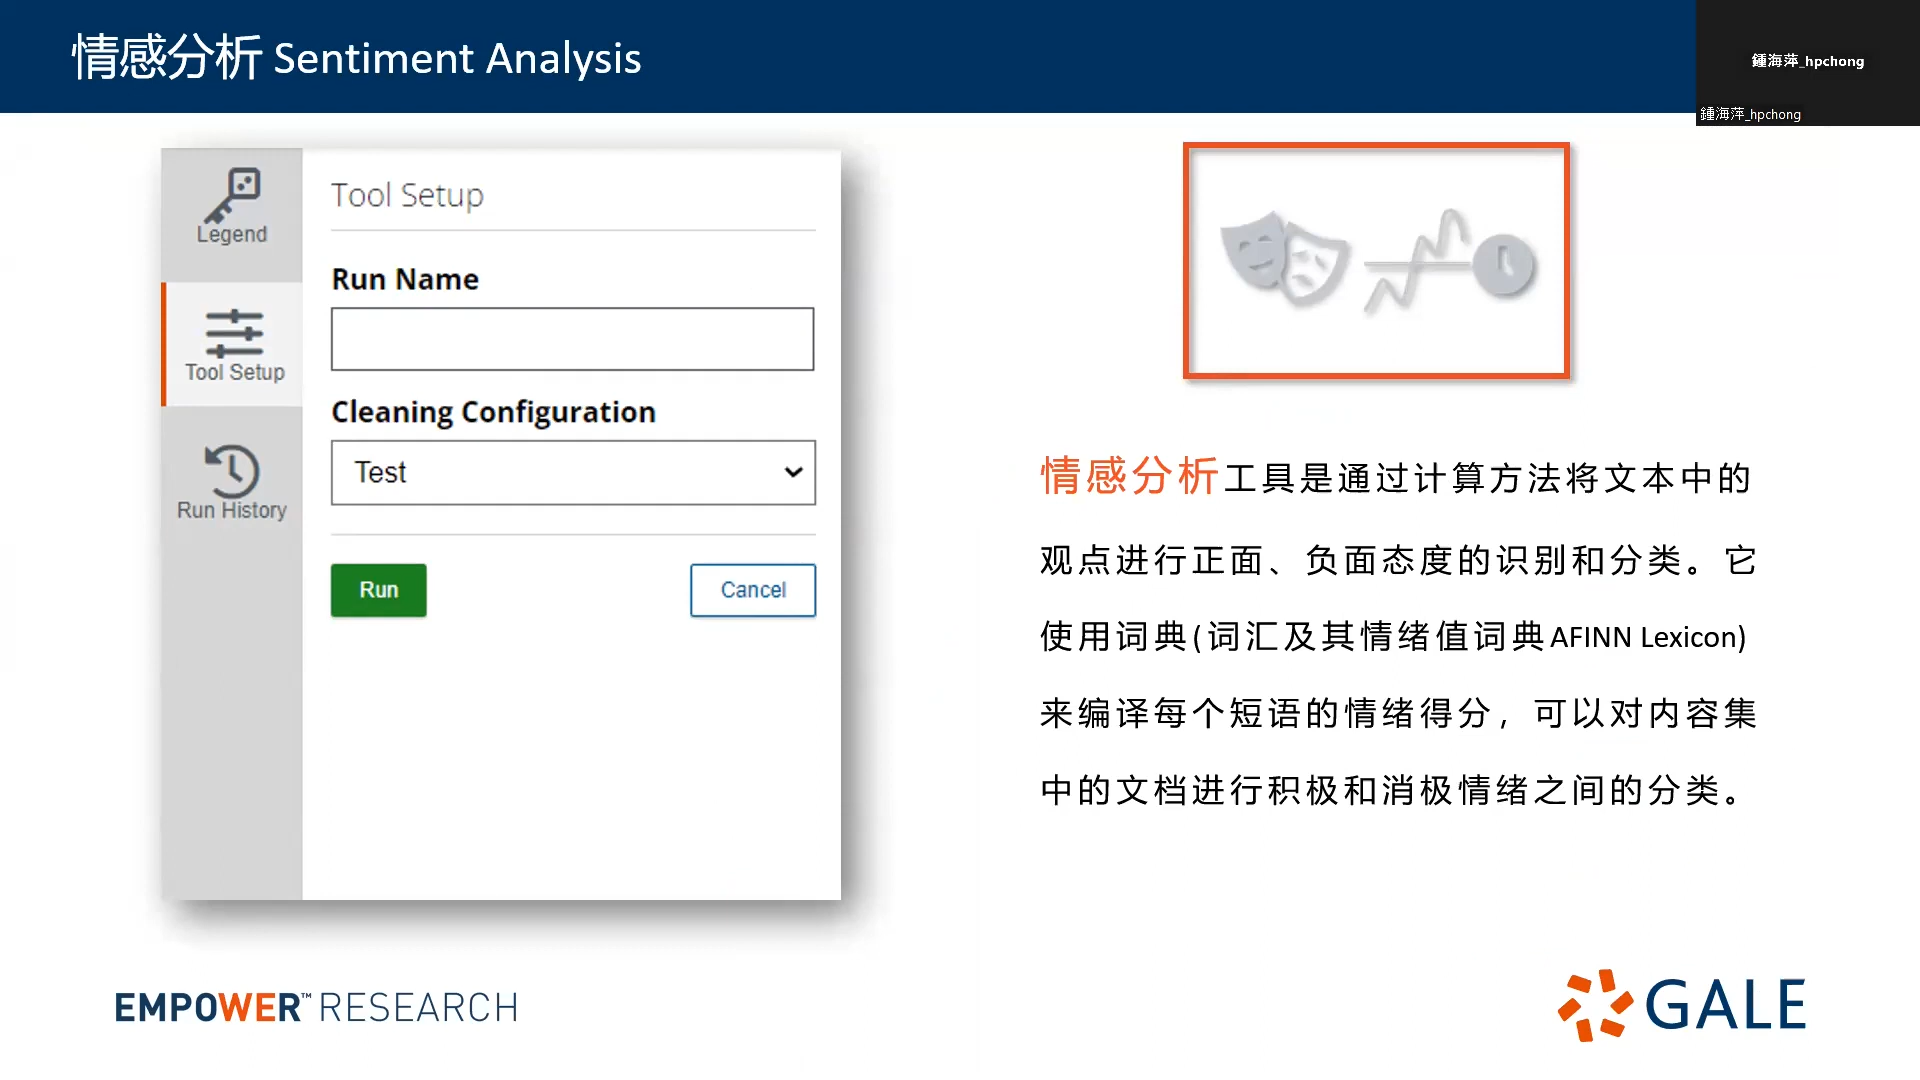 情感分析 Sentiment Analysis
鍾海萍_hpchong
鍾海萍_hpchong
Legend
Tool Setup
Run History
Tool Setup
Run Name
Cleaning Configuration
Test
Run
Cancel
情感分析工具是通过计算方法将文本中的
观点进行正面、负面态度的识别和分类。它
使用词典(词汇及其情绪值词典AFINN Lexicon)
来编译每个短语的情绪得分，可以对内容集
中的文档进行积极和消极情绪之间的分类。
EMPOWER™ RESEARCH
GALE